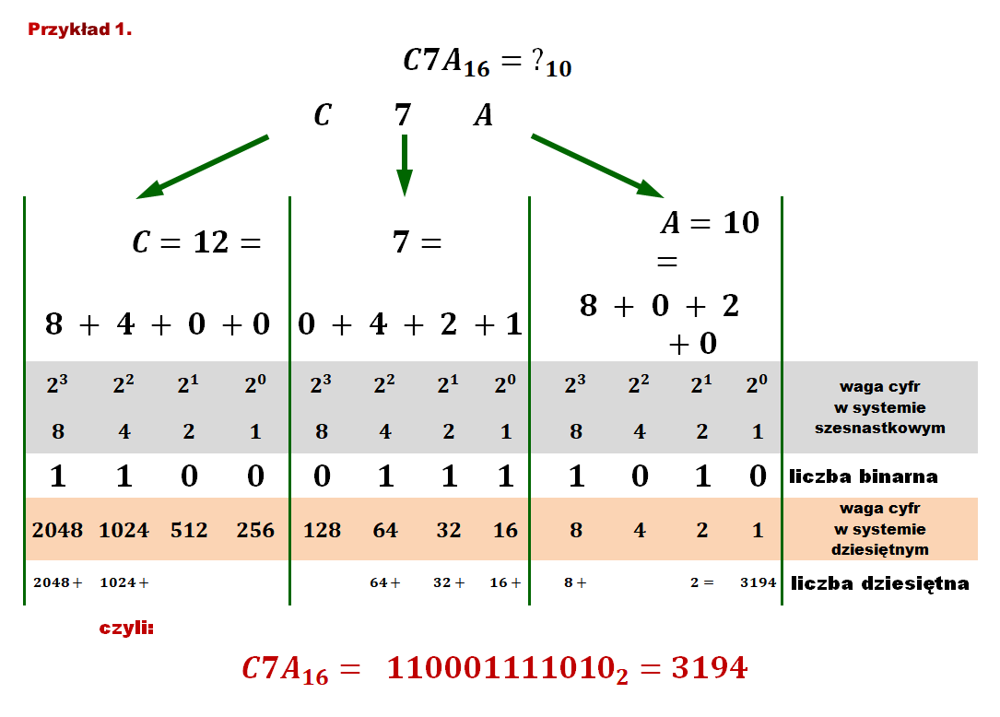 Przykład 1.
C7A₁₆ = ?₁₀
C 7 A
C = 12 = 7 = A = 10
=
8 + 4 + 0 + 0 0 + 4 + 2 + 1 8 + 0 + 2
+ 0
2³ 2² 2¹ 2⁰ 2³ 2² 2¹ 2⁰ 2³ 2² 2¹ 2⁰ waga cyfr
w systemie
8 4 2 1 8 4 2 1 8 4 2 1 szesnastkowym
1 1 0 0 0 1 1 1 1 0 1 0 liczba binarna
waga cyfr
2048 1024 512 256 128 64 32 16 8 4 2 1 w systemie
dziesiętnym
2048 + 1024 + 64 + 32 + 16 + 8 + 2 = 3194 liczba dziesiętna
czyli:
C7A₁₆ = 110001111010₂ = 3194